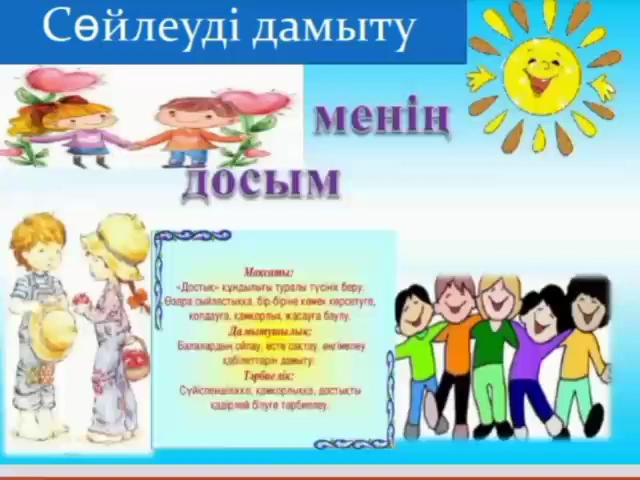 Сөйлеуді дамыту
менің
досым
Мақсаты:
«Достық» құндылығы туралы түсінік беру.
Өзара сыйластыққа, бір-біріне көмек көрсетуге,
қолдауға, қамқорлық жасауға баулу.
Дамытушылық:
Балалардың ойлау, есте сақтау, әңгімелеу
қабілеттерін дамыту.
Тәрбиелік:
Сүйіспеншілікке, қамқорлыққа, достықты
қадірлей білуге тәрбиелеу.